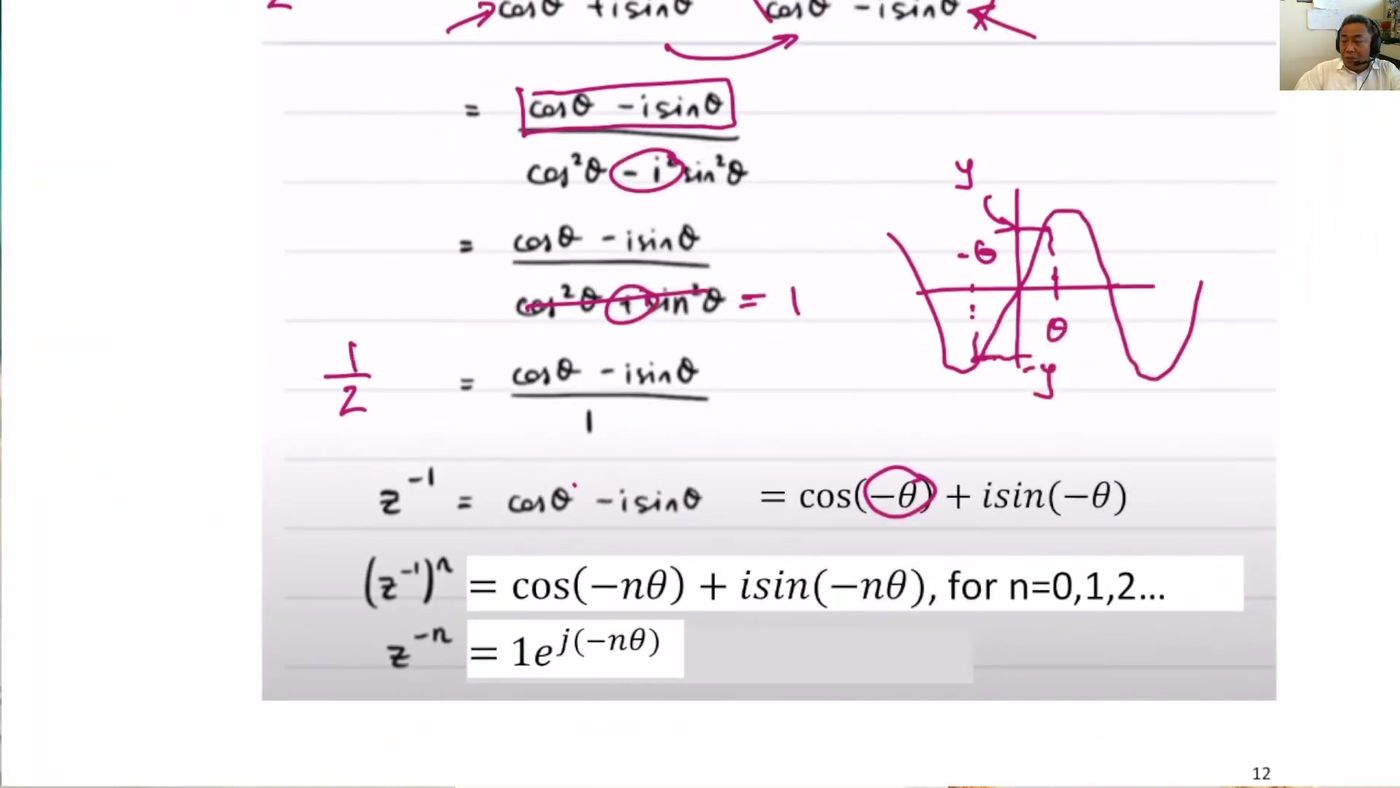 cosθ + isinθ cosθ - isinθ
= cosθ - isinθ
cos²θ - i²sin²θ
= cosθ - isinθ
cos²θ + sin²θ = 1
1
2
= cosθ - isinθ
1
y
-θ
θ
-y
z⁻¹ = cosθ - isinθ = cos(−θ) + isin(−θ)
(z⁻¹)ⁿ = cos(−nθ) + isin(−nθ), for n=0,1,2...
z⁻ⁿ = 1e^{j(−nθ)}
12